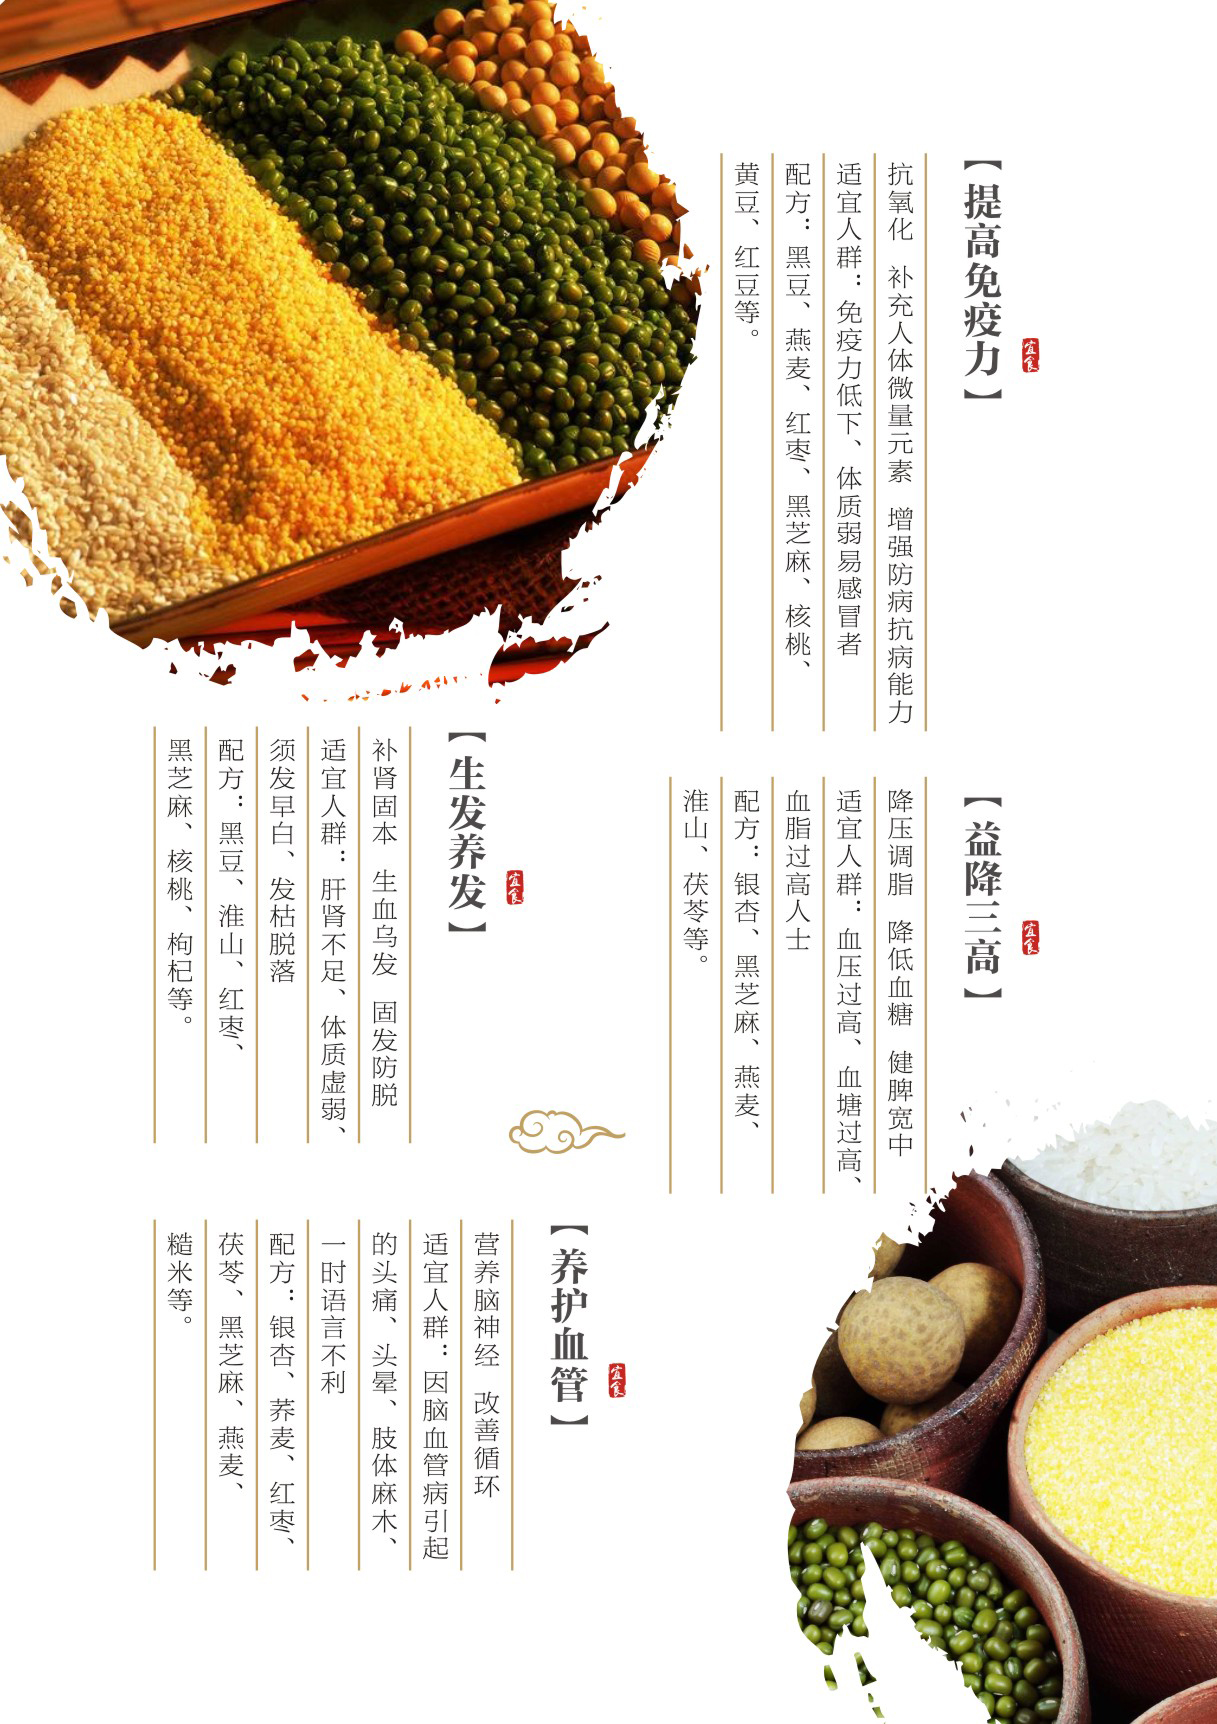 【提高免疫力】
宜食
抗氧化 补充人体微量元素 增强防病抗病能力
适宜人群：免疫力低下、体质弱易感冒者
配方：黑豆、燕麦、红枣、黑芝麻、核桃、
黄豆、红豆等。
【益降三高】
宜食
降压调脂 降低血糖 健脾宽中
适宜人群：血压过高、血塘过高、
血脂过高人士
配方：银杏、黑芝麻、燕麦、
淮山、茯苓等。
【生发养发】
宜食
补肾固本 生血乌发 固发防脱
适宜人群：肝肾不足、体质虚弱、
须发早白、发枯脱落
配方：黑豆、淮山、红枣、
黑芝麻、核桃、枸杞等。
【养护血管】
宜食
营养脑神经 改善循环
适宜人群：因脑血管病引起
的头痛、头晕、肢体麻木、
一时语言不利
配方：银杏、荞麦、红枣、
茯苓、黑芝麻、燕麦、
糙米等。